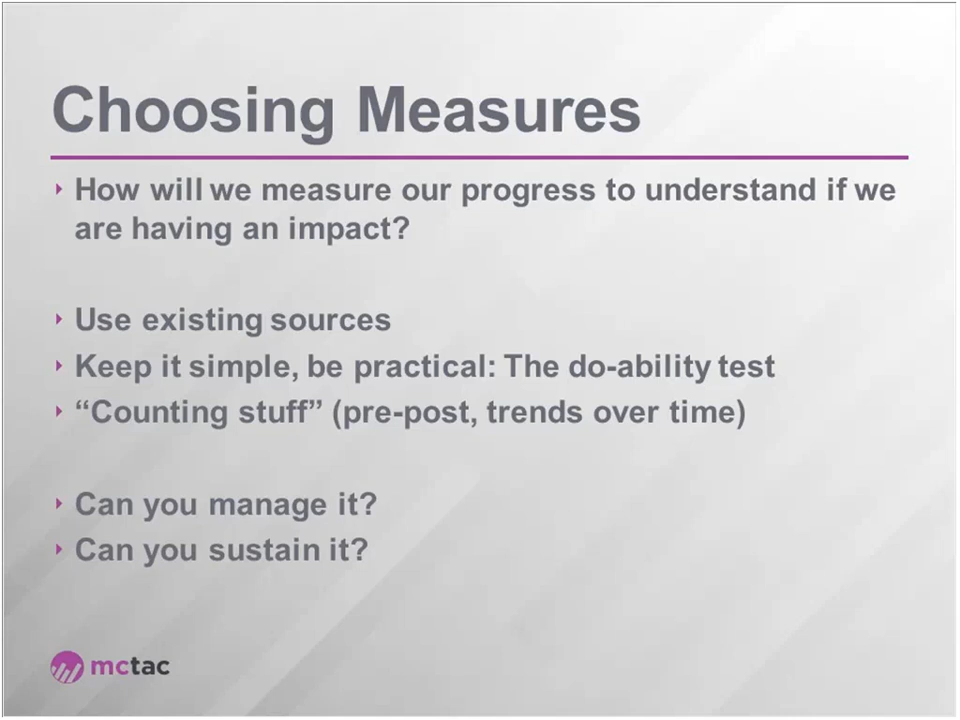 Choosing Measures
How will we measure our progress to understand if we
are having an impact?
Use existing sources
Keep it simple, be practical: The do-ability test
“Counting stuff” (pre-post, trends over time)
Can you manage it?
Can you sustain it?
mctac